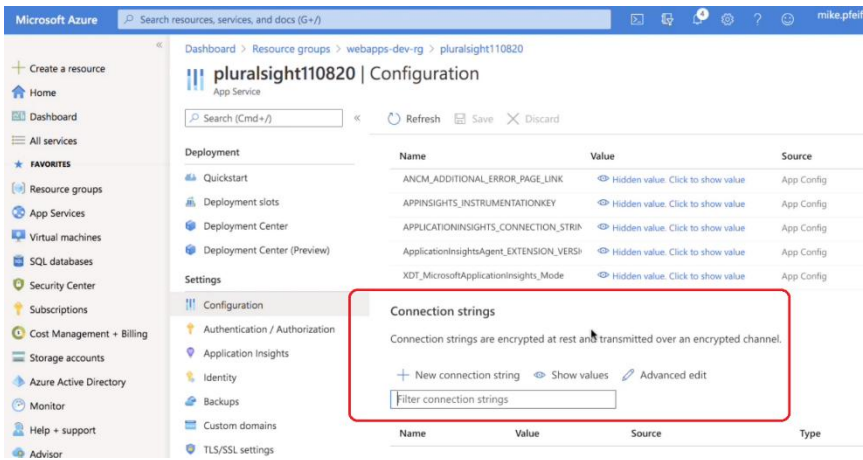 Microsoft Azure
Search resources, services, and docs (G+/)
mike.pfeif
Create a resource
Home
Dashboard
All services
FAVORITES
Resource groups
App Services
Virtual machines
SQL databases
Security Center
Subscriptions
Cost Management + Billing
Storage accounts
Azure Active Directory
Monitor
Help + support
Advisor
Dashboard > Resource groups > webapps-dev-rg > pluralsight110820
pluralsight110820 | Configuration
App Service
Search (Cmd+/)
Deployment
Quickstart
Deployment slots
Deployment Center
Deployment Center (Preview)
Settings
Configuration
Authentication / Authorization
Application Insights
Identity
Backups
Custom domains
TLS/SSL settings
Refresh Save Discard
Name Value Source
ANCM_ADDITIONAL_ERROR_PAGE_LINK Hidden value. Click to show value App Config
APPINSIGHTS_INSTRUMENTATIONKEY Hidden value. Click to show value App Config
APPLICATIONINSIGHTS_CONNECTION_STRIN Hidden value. Click to show value App Config
ApplicationInsightsAgent_EXTENSION_VERSI Hidden value. Click to show value App Config
XDT_MicrosoftApplicationInsights_Mode Hidden value. Click to show value App Config
Connection strings
Connection strings are encrypted at rest and transmitted over an encrypted channel.
New connection string Show values Advanced edit
Filter connection strings
Name Value Source Type